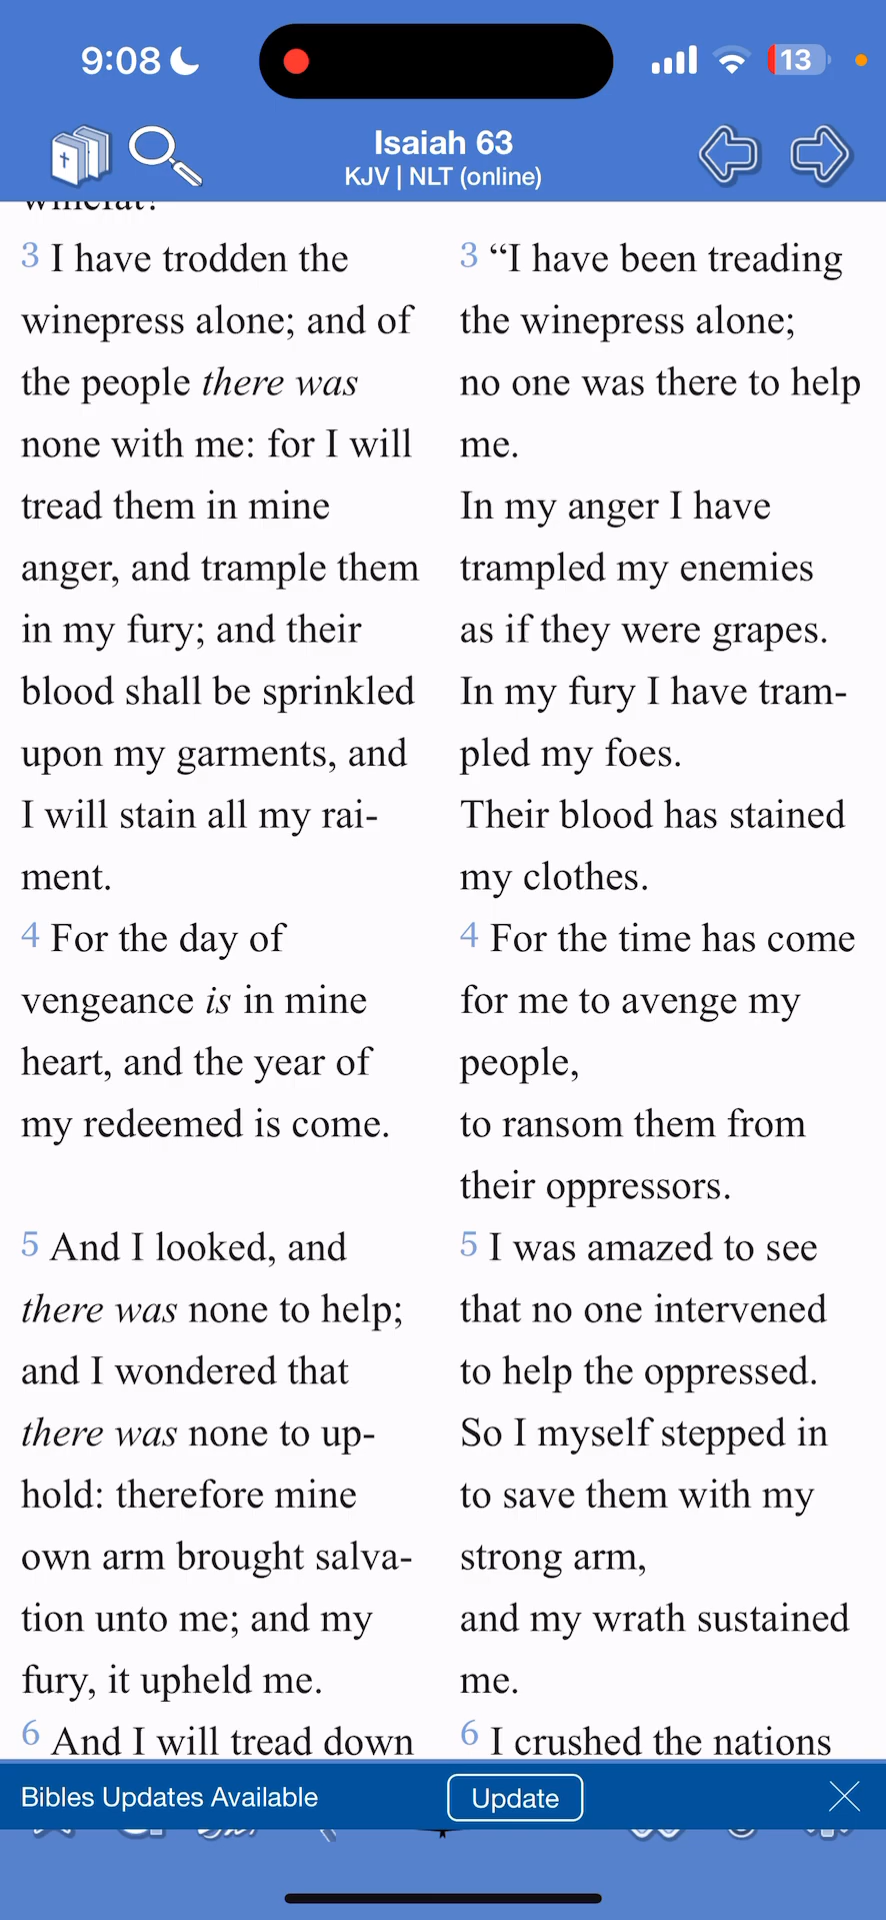 9:08
13
Isaiah 63
KJV | NLT (online)
3 I have trodden the
winepress alone; and of
the people there was
none with me: for I will
tread them in mine
anger, and trample them
in my fury; and their
blood shall be sprinkled
upon my garments, and
I will stain all my rai-
ment.
4 For the day of
vengeance is in mine
heart, and the year of
my redeemed is come.
5 And I looked, and
there was none to help;
and I wondered that
there was none to up-
hold: therefore mine
own arm brought salva-
tion unto me; and my
fury, it upheld me.
6 And I will tread down
3 “I have been treading
the winepress alone;
no one was there to help
me.
In my anger I have
trampled my enemies
as if they were grapes.
In my fury I have tram-
pled my foes.
Their blood has stained
my clothes.
4 For the time has come
for me to avenge my
people,
to ransom them from
their oppressors.
5 I was amazed to see
that no one intervened
to help the oppressed.
So I myself stepped in
to save them with my
strong arm,
and my wrath sustained
me.
6 I crushed the nations
Bibles Updates Available
Update